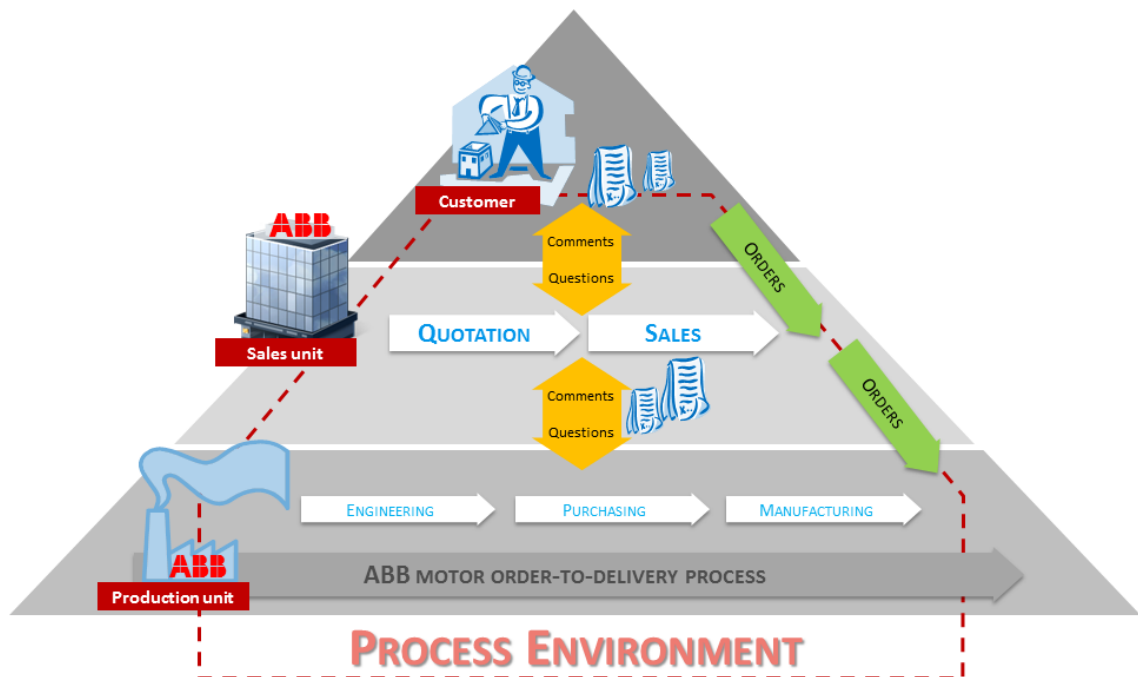 Customer
ABB
Comments
Questions
ORDERS
Sales unit
QUOTATION
SALES
Comments
Questions
ORDERS
ENGINEERING
PURCHASING
MANUFACTURING
ABB
ABB MOTOR ORDER-TO-DELIVERY PROCESS
Production unit
PROCESS ENVIRONMENT